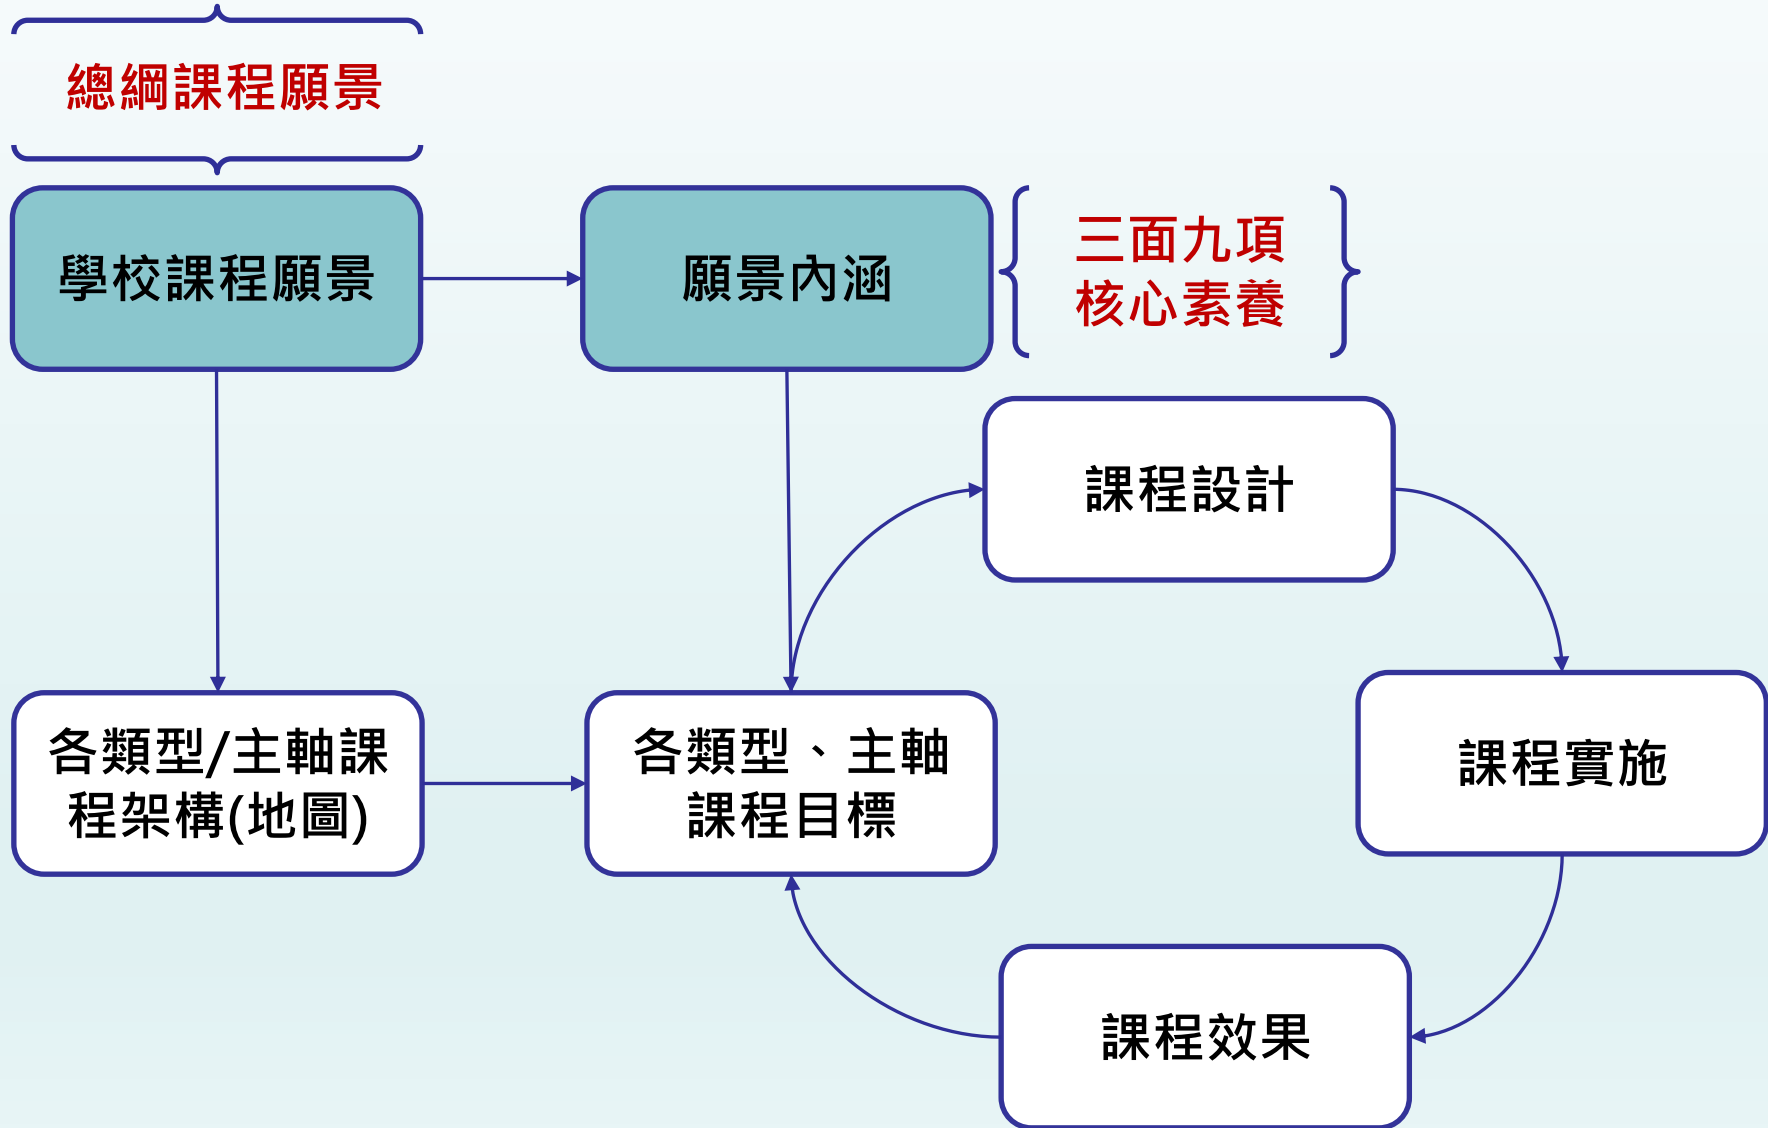 總綱課程願景
學校課程願景
願景內涵
三面九項
核心素養
課程設計
各類型/主軸課
程架構(地圖)
各類型、主軸
課程目標
課程實施
課程效果